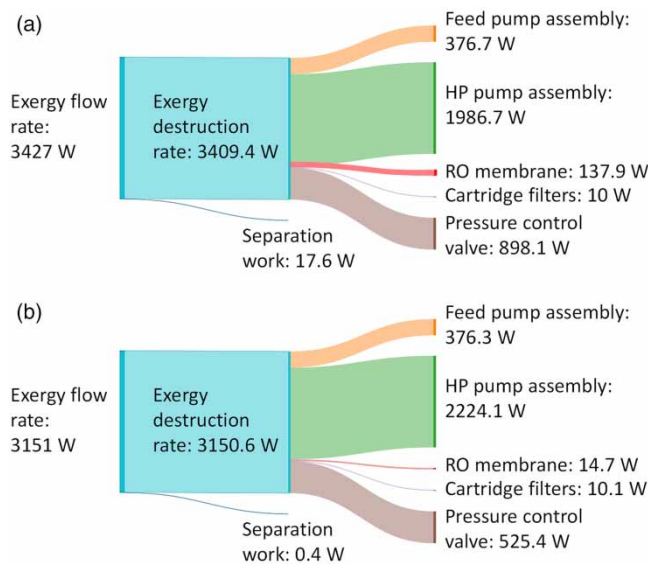 (a)
Feed pump assembly:
376.7 W
Exergy flow
rate:
3427 W
Exergy
destruction
rate: 3409.4 W
HP pump assembly:
1986.7 W
RO membrane: 137.9 W
Cartridge filters: 10 W
Separation
work: 17.6 W
Pressure control
valve: 898.1 W
(b)
Feed pump assembly:
376.3 W
Exergy flow
rate:
3151 W
Exergy
destruction
rate: 3150.6 W
HP pump assembly:
2224.1 W
RO membrane: 14.7 W
Cartridge filters: 10.1 W
Separation
work: 0.4 W
Pressure control
valve: 525.4 W